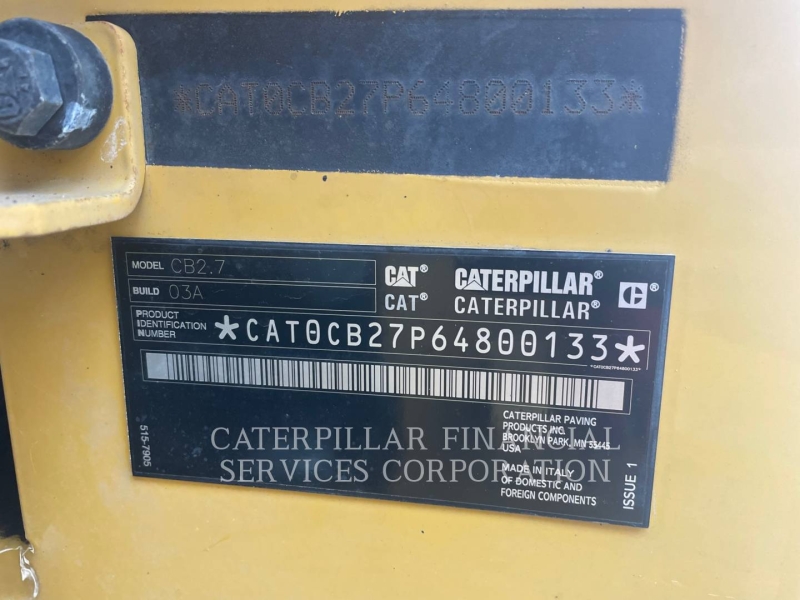 *CAT0CB27P64800133*
MODEL CB2.7
BUILD 03A
CAT® CATERPILLAR®
CAT® CATERPILLAR®
PRODUCT
IDENTIFICATION
NUMBER
*CAT0CB27P64800133*
*CAT0CB27P64800133*
515-7905
CATERPILLAR PAVING
PRODUCTS INC.
BROOKLYN PARK, MN 55445
USA
MADE IN ITALY
OF DOMESTIC AND
FOREIGN COMPONENTS
ISSUE 1
CATERPILLAR FINANCIAL
SERVICES CORPORATION